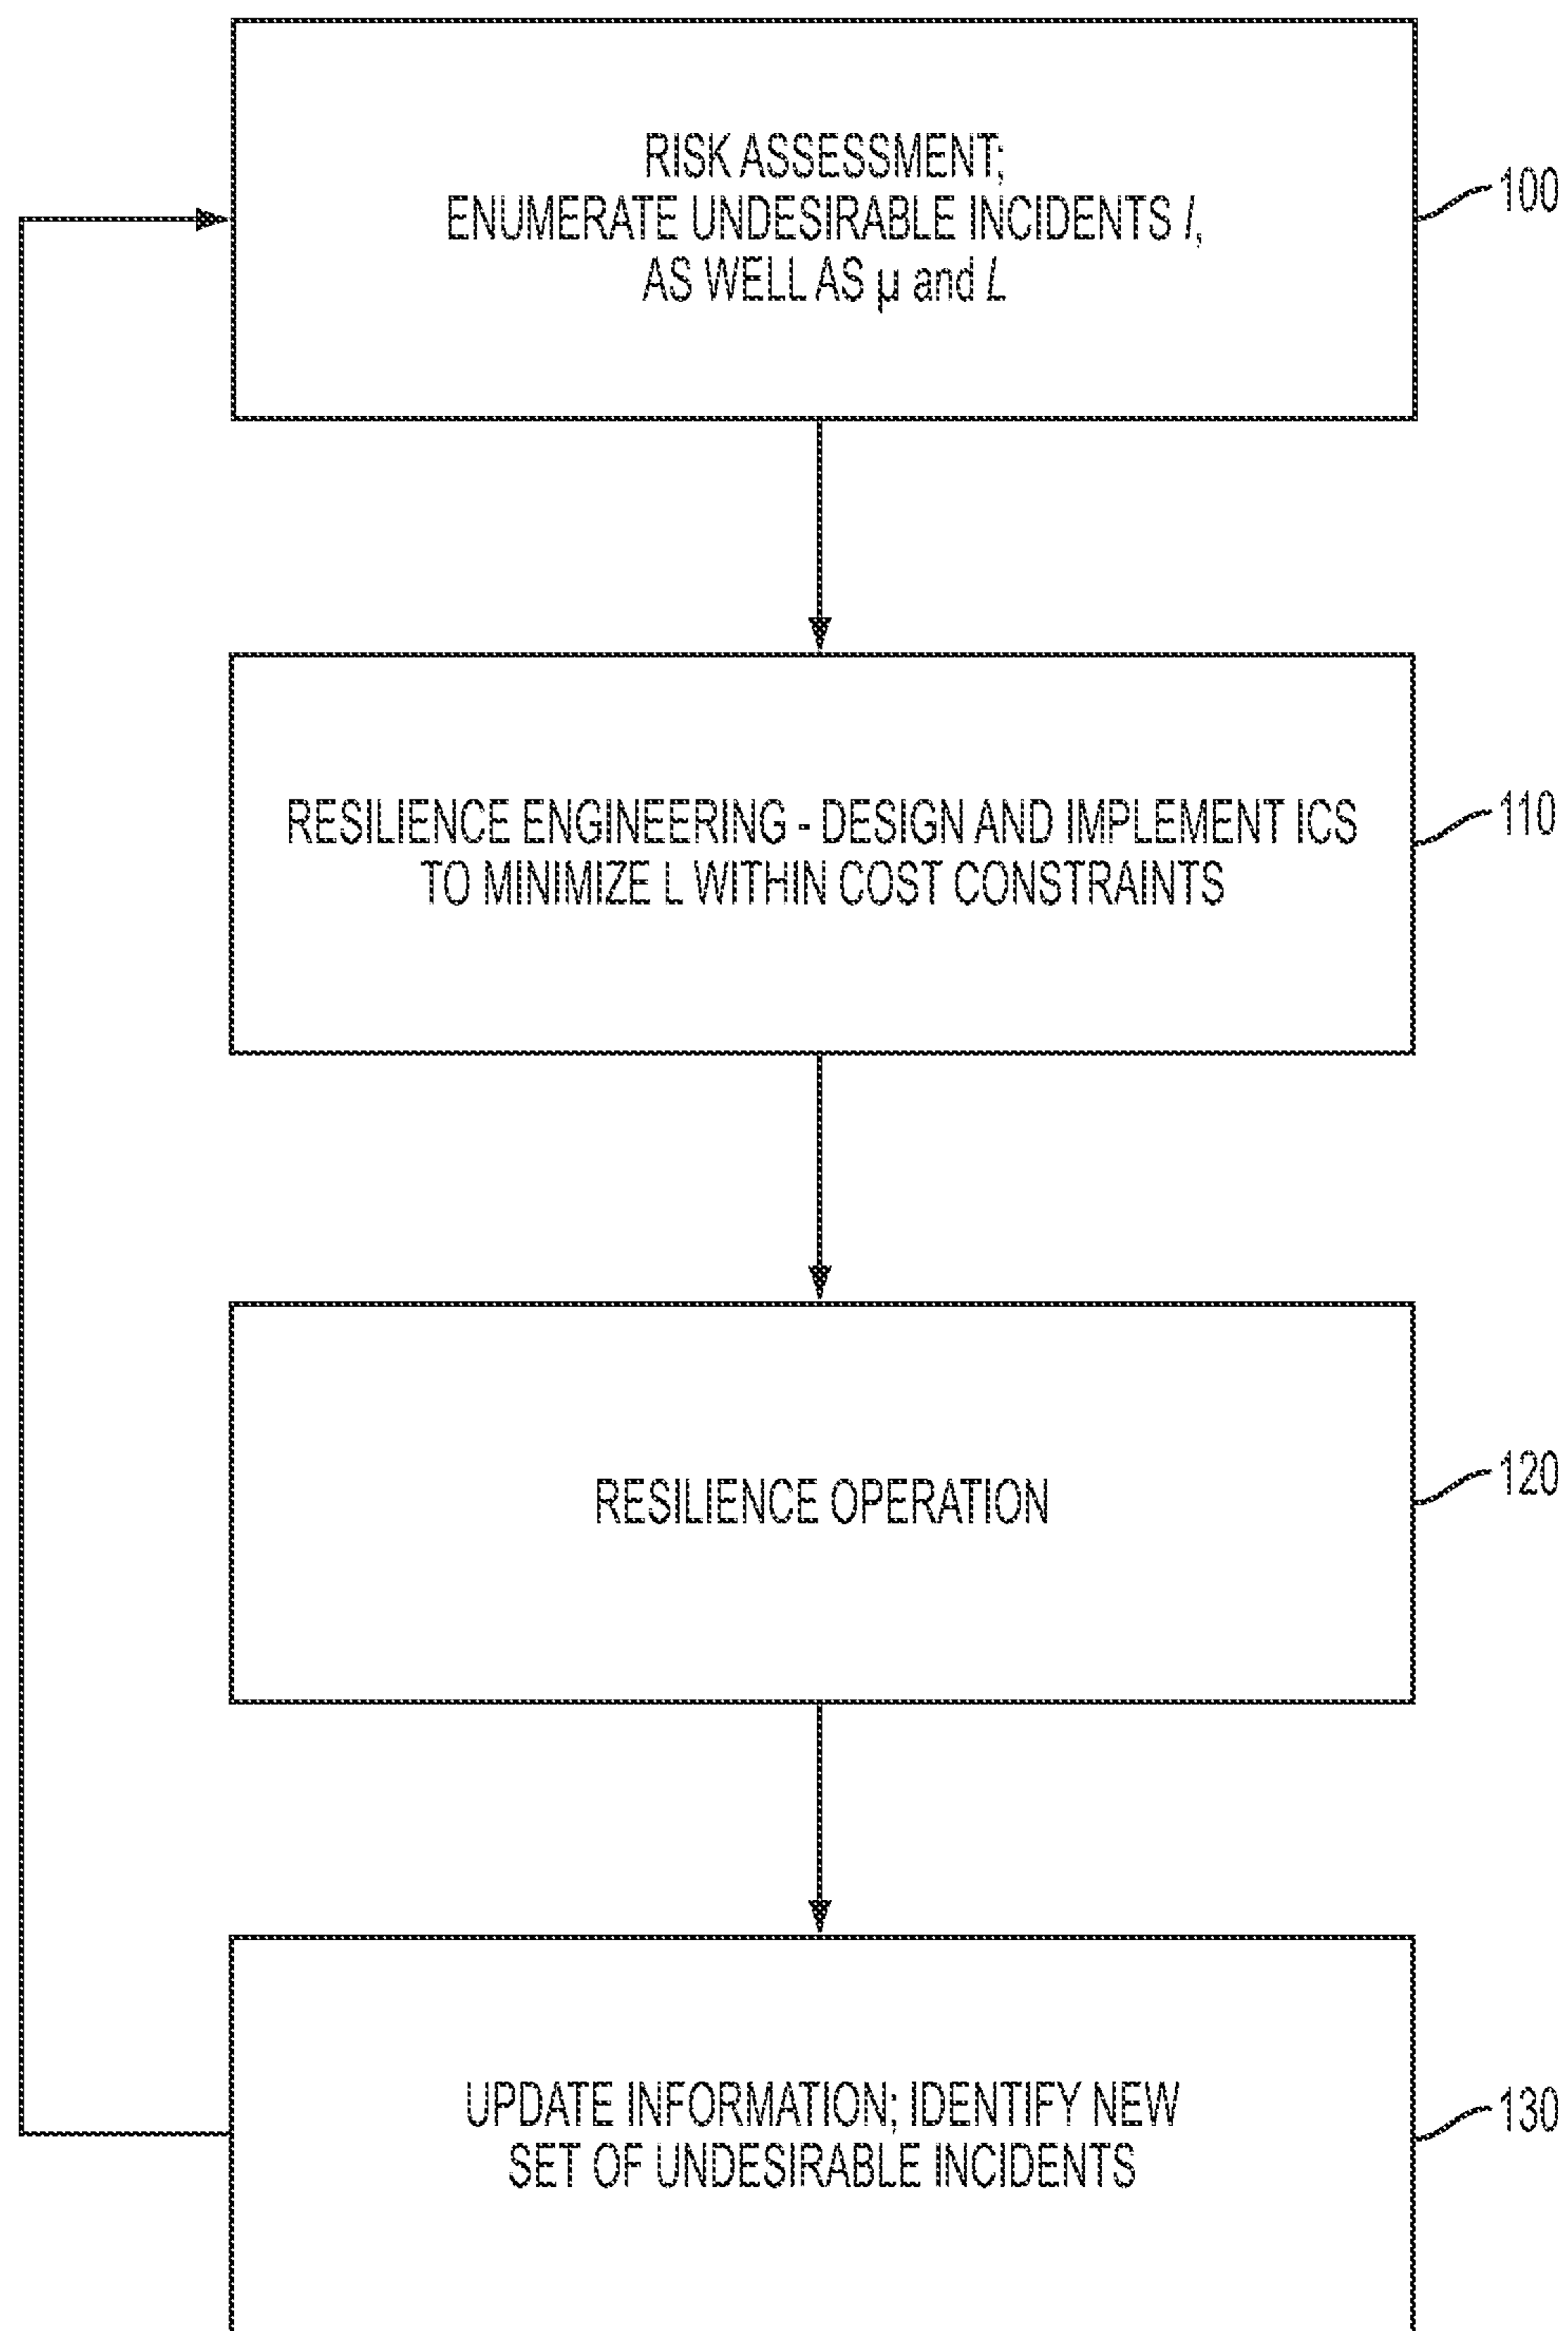 RISK ASSESSMENT;
ENUMERATE UNDESIRABLE INCIDENTS I,
AS WELL AS μ and L
100
RESILIENCE ENGINEERING - DESIGN AND IMPLEMENT ICS
TO MINIMIZE L WITHIN COST CONSTRAINTS
110
RESILIENCE OPERATION
120
UPDATE INFORMATION; IDENTIFY NEW
SET OF UNDESIRABLE INCIDENTS
130